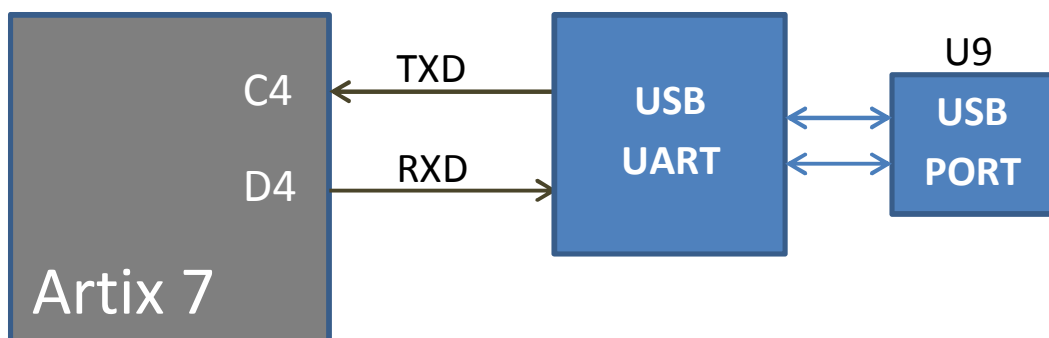 C4
TXD
D4
RXD
Artix 7
USB
UART
U9
USB
PORT